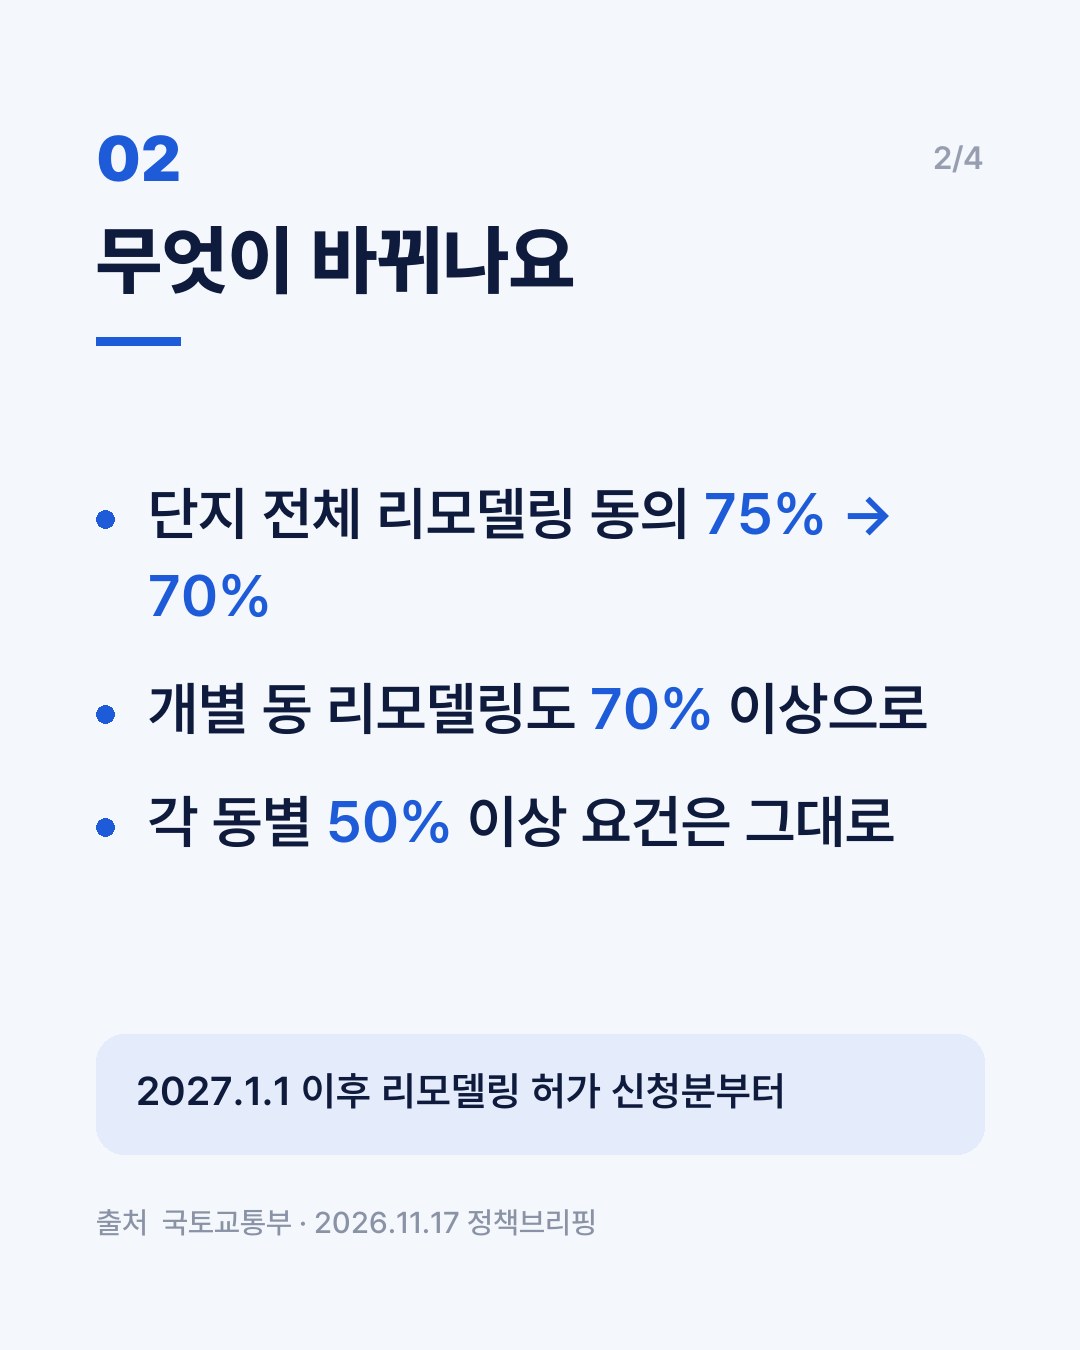 02
2/4
무엇이 바뀌나요
단지 전체 리모델링 동의 75% →
70%
개별 동 리모델링도 70% 이상으로
각 동별 50% 이상 요건은 그대로
2027.1.1 이후 리모델링 허가 신청분부터
출처 국토교통부 · 2026.11.17 정책브리핑